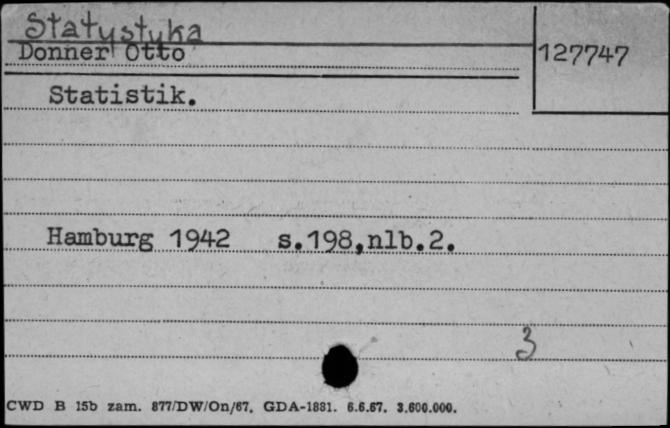 Statystyka
Donner Otto
127747
Statistik.
Hamburg 1942 s.198,nlb.2.
3
CWD B 15b zam. 877/DW/On/67. GDA-1881. 6.6.67. 3.600.000.